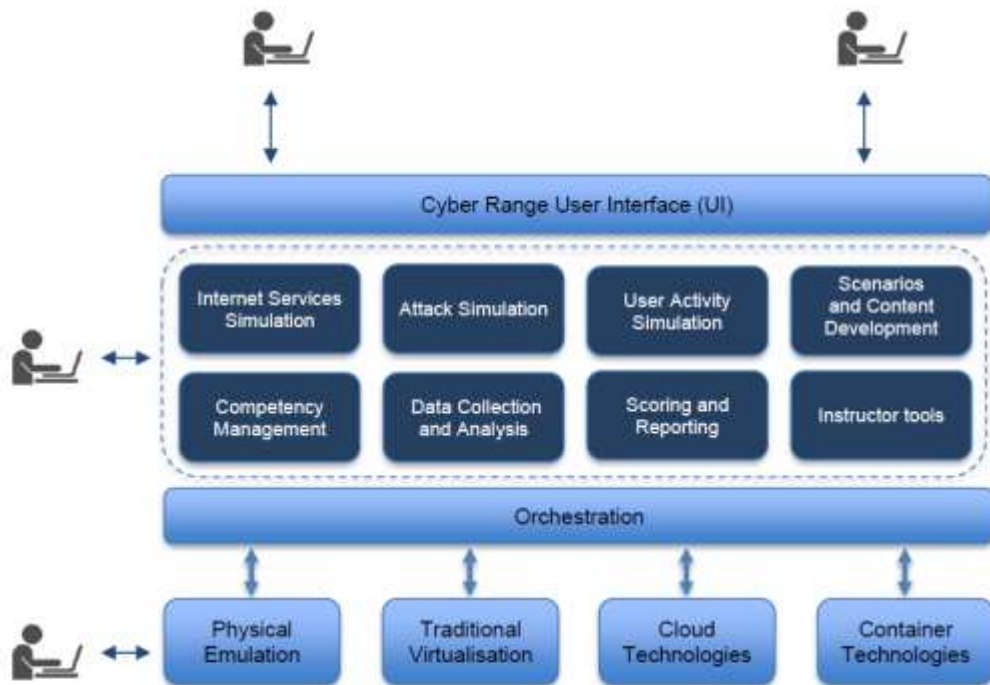 Cyber Range User Interface (UI)
Internet Services
Simulation
Attack Simulation
User Activity
Simulation
Scenarios
and Content
Development
Competency
Management
Data Collection
and Analysis
Scoring and
Reporting
Instructor tools
Orchestration
Physical
Emulation
Traditional
Virtualisation
Cloud
Technologies
Container
Technologies